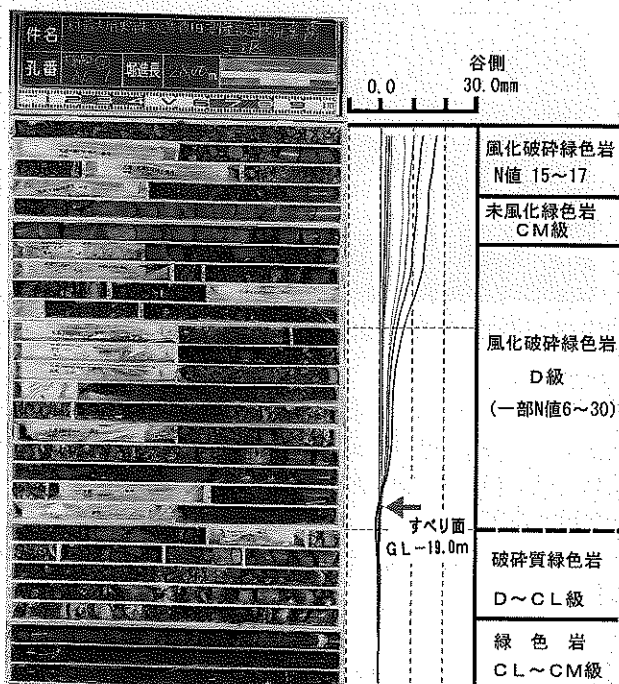 件名
孔番
掘進長
谷側
0.0
30.0mm
風化破砕緑色岩
N値 15～17
未風化緑色岩
CM級
風化破砕緑色岩
D級
(一部N値6～30)
すべり面
GL－19.0m
破砕質緑色岩
D～CL級
緑色岩
CL～CM級